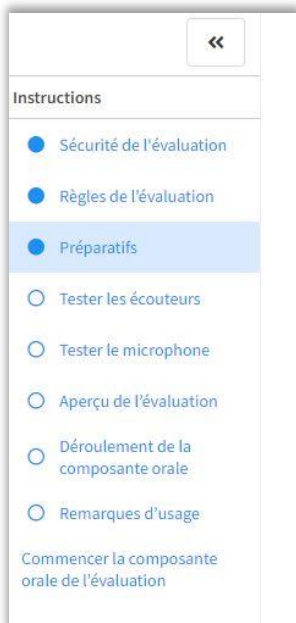 «
Instructions
Sécurité de l'évaluation
Règles de l’évaluation
Préparatifs
Tester les écouteurs
Tester le microphone
Aperçu de l’évaluation
Déroulement de la
composante orale
Remarques d’usage
Commencer la composante
orale de l’évaluation